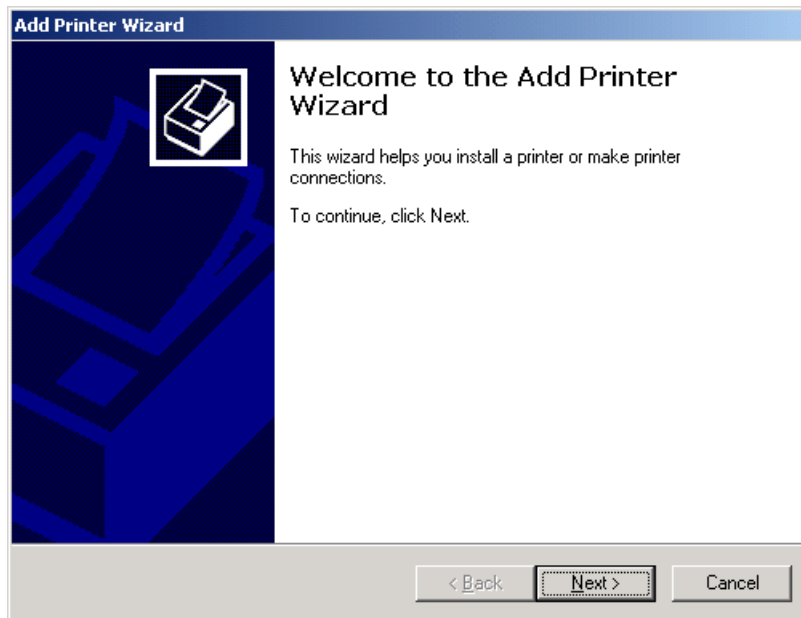 Add Printer Wizard
Welcome to the Add Printer
Wizard
This wizard helps you install a printer or make printer
connections.
To continue, click Next.
< Back Next > Cancel